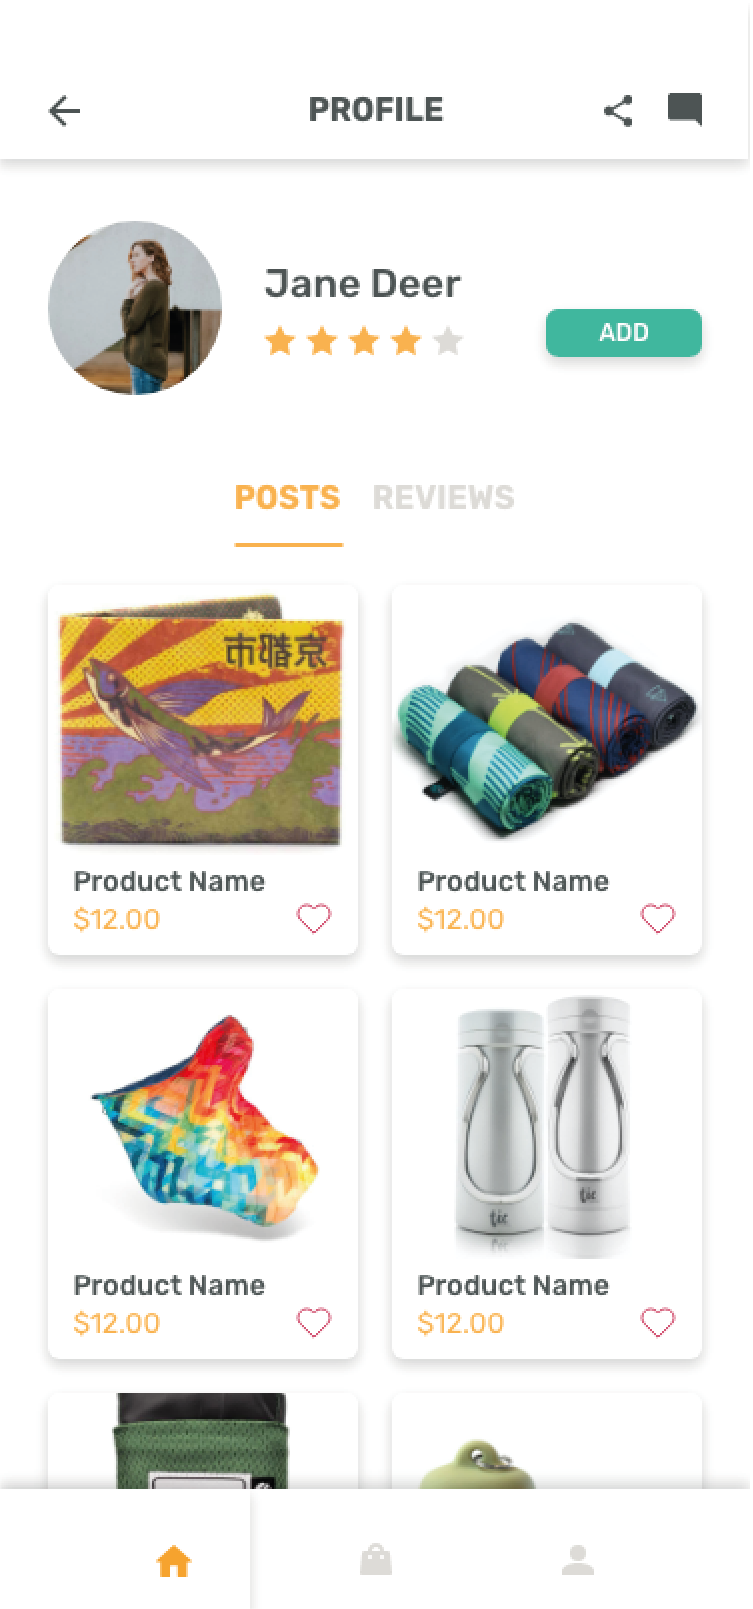 PROFILE
Jane Deer
ADD
POSTS REVIEWS
京都市
Product Name
$12.00
Product Name
$12.00
tic
tic
Product Name
$12.00
Product Name
$12.00